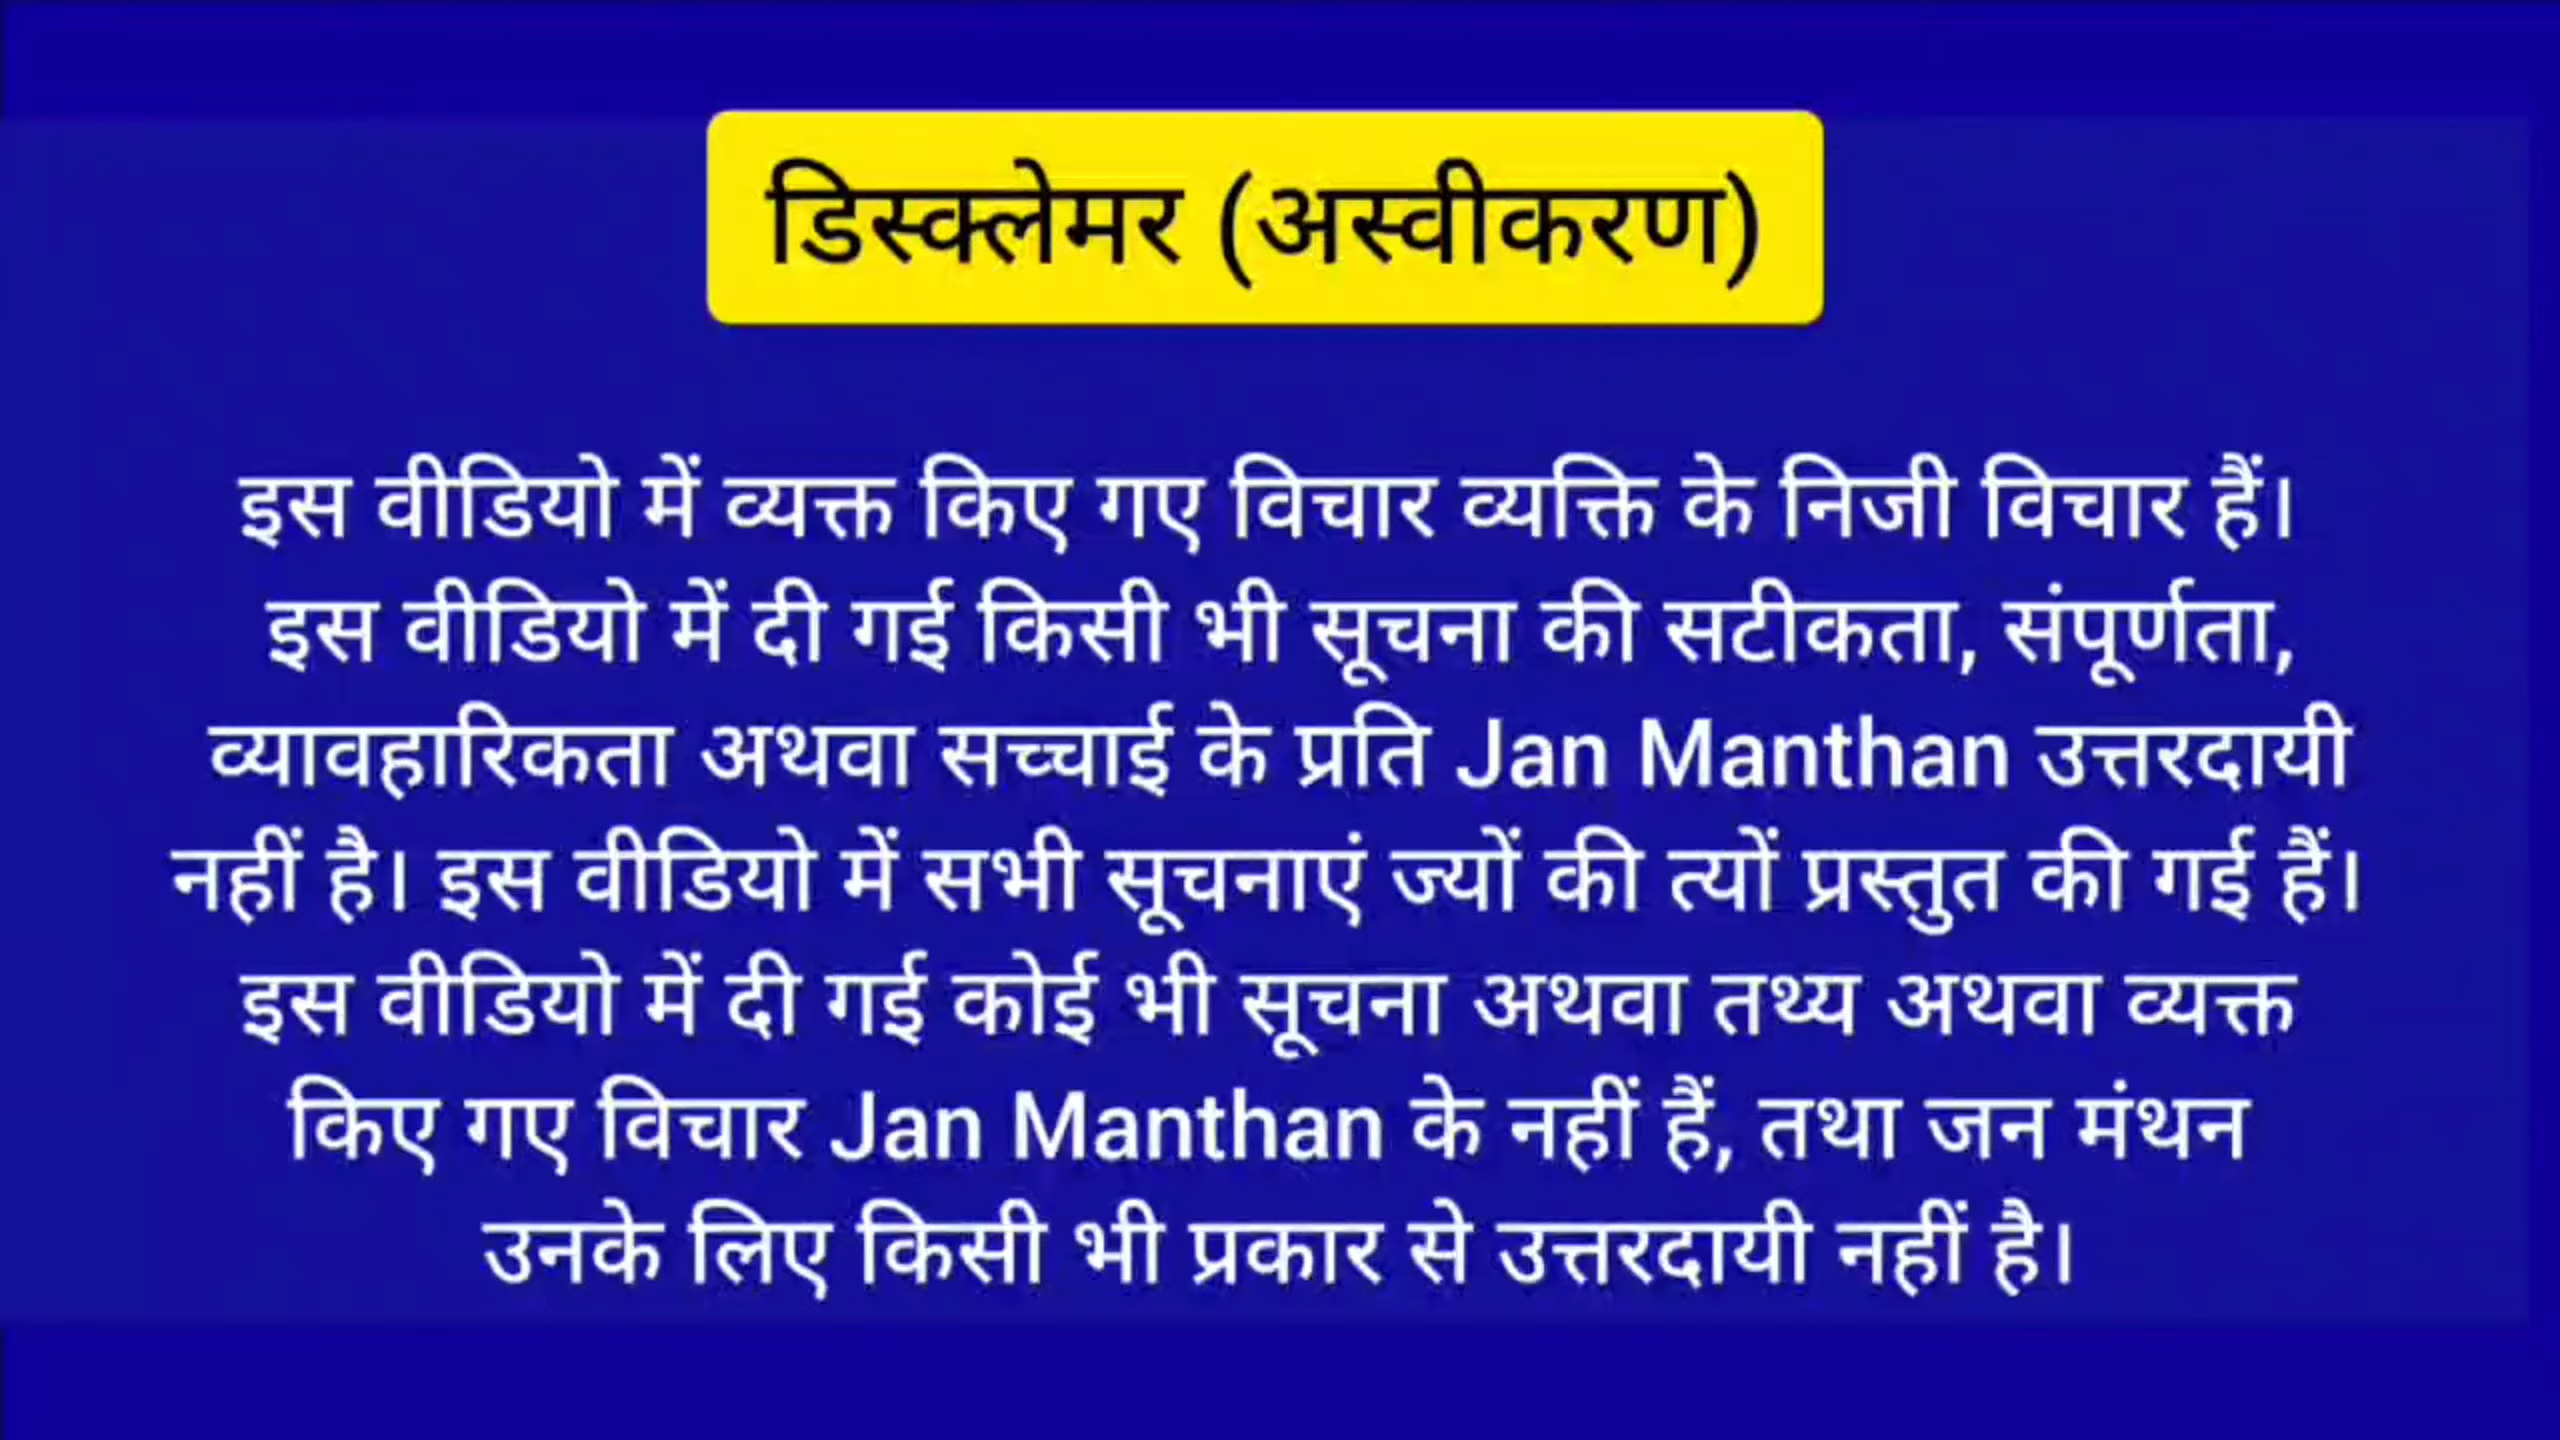 डिस्क्लेमर (अस्वीकरण)
इस वीडियो में व्यक्त किए गए विचार व्यक्ति के निजी विचार हैं।
इस वीडियो में दी गई किसी भी सूचना की सटीकता, संपूर्णता,
व्यावहारिकता अथवा सच्चाई के प्रति Jan Manthan उत्तरदायी
नहीं है। इस वीडियो में सभी सूचनाएं ज्यों की त्यों प्रस्तुत की गई हैं।
इस वीडियो में दी गई कोई भी सूचना अथवा तथ्य अथवा व्यक्त
किए गए विचार Jan Manthan के नहीं हैं, तथा जन मंथन
उनके लिए किसी भी प्रकार से उत्तरदायी नहीं है।